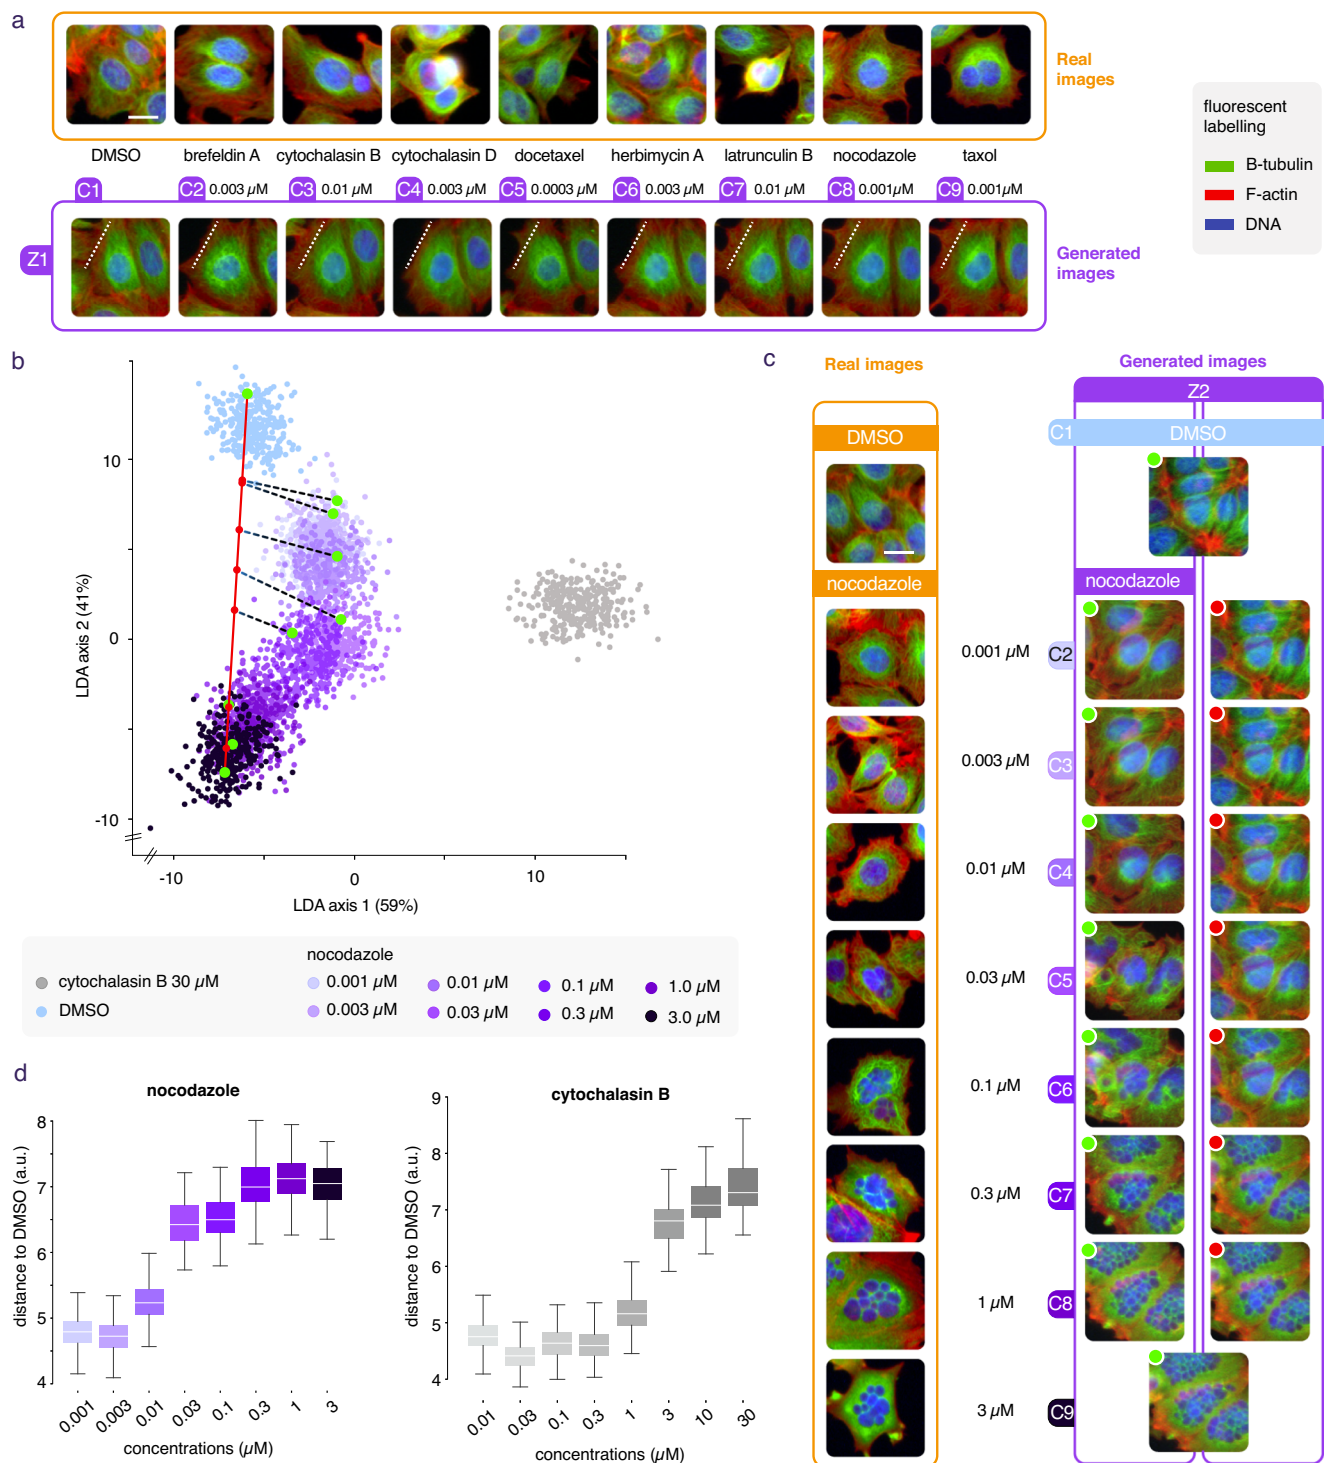 a
Real
images
DMSO
brefeldin A
cytochalasin B
cytochalasin D
docetaxel
herbimycin A
latrunculin B
nocodazole
taxol
C1
C2 0.003 µM
C3 0.01 µM
C4 0.003 µM
C5 0.0003 µM
C6 0.003 µM
C7 0.01 µM
C8 0.001µM
C9 0.001µM
Z1
Generated
images
fluorescent
labelling
B-tubulin
F-actin
DNA
b
10
0
-10
LDA axis 2 (41%)
-10
0
10
LDA axis 1 (59%)
cytochalasin B 30 µM
DMSO
nocodazole
0.001 µM
0.003 µM
0.01 µM
0.03 µM
0.1 µM
0.3 µM
1.0 µM
3.0 µM
c
Real images
DMSO
nocodazole
Generated images
Z2
C1 DMSO
nocodazole
0.001 µM C2
0.003 µM C3
0.01 µM C4
0.03 µM C5
0.1 µM C6
0.3 µM C7
1 µM C8
3 µM C9
d
nocodazole
distance to DMSO (a.u.)
8
7
6
5
4
0.001
0.003
0.01
0.03
0.1
0.3
1
3
concentrations (µM)
cytochalasin B
distance to DMSO (a.u.)
9
8
7
6
5
4
0.01
0.03
0.1
0.3
1
3
10
30
concentrations (µM)